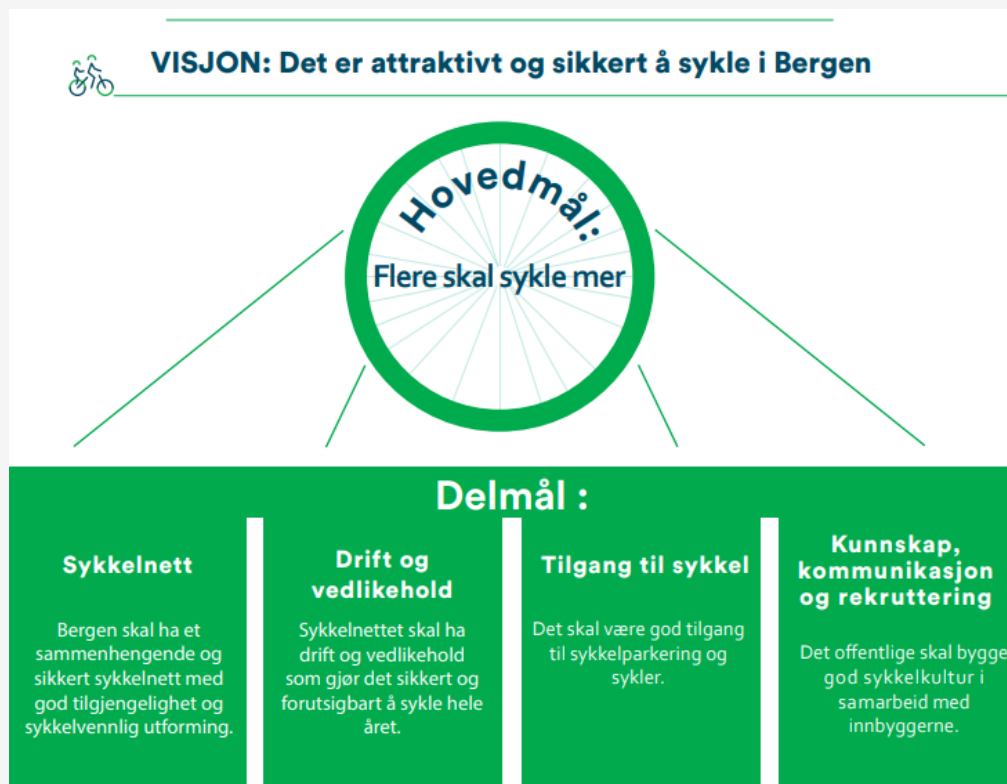 VISJON: Det er attraktivt og sikkert å sykle i Bergen
Hovedmål:
Flere skal sykle mer
Delmål :
Sykkelnett
Bergen skal ha et
sammenhengende og
sikkert sykkelnett med
god tilgjengelighet og
sykkelvennlig utforming.
Drift og
vedlikehold
Sykkelnettet skal ha
drift og vedlikehold
som gjør det sikkert og
forutsigbart å sykle hele
året.
Tilgang til sykkel
Det skal være god tilgang
til sykkelparkering og
sykler.
Kunnskap,
kommunikasjon
og rekruttering
Det offentlige skal bygge
god sykkelkultur i
samarbeid med
innbyggerne.